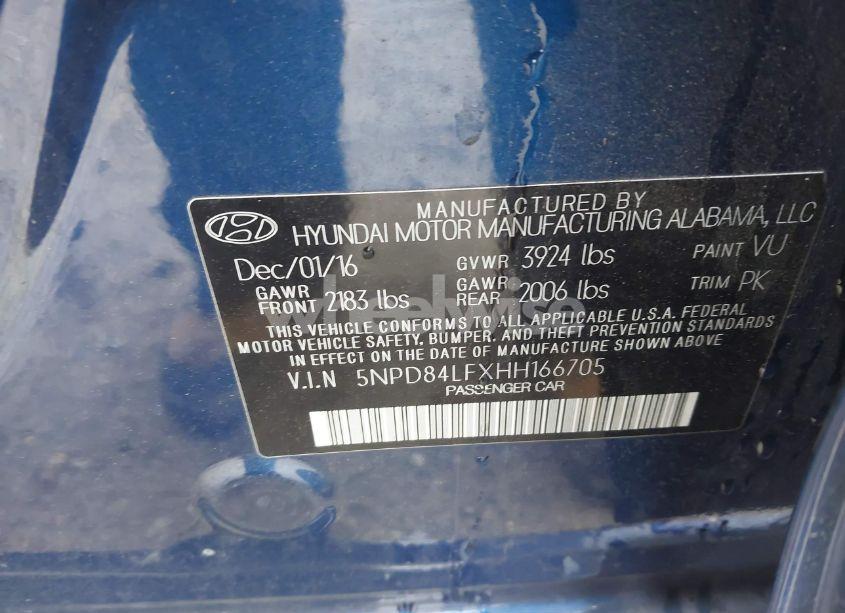 MANUFACTURED BY
HYUNDAI MOTOR MANUFACTURING ALABAMA, LLC
Dec/01/16 GVWR 3924 lbs PAINT VU
GAWR FRONT 2183 lbs GAWR REAR 2006 lbs TRIM PK
THIS VEHICLE CONFORMS TO ALL APPLICABLE U.S.A. FEDERAL
MOTOR VEHICLE SAFETY, BUMPER, AND THEFT PREVENTION STANDARDS
IN EFFECT ON THE DATE OF MANUFACTURE SHOWN ABOVE.
V.I.N 5NPD84LFXHH166705
PASSENGER CAR
Wheelwise